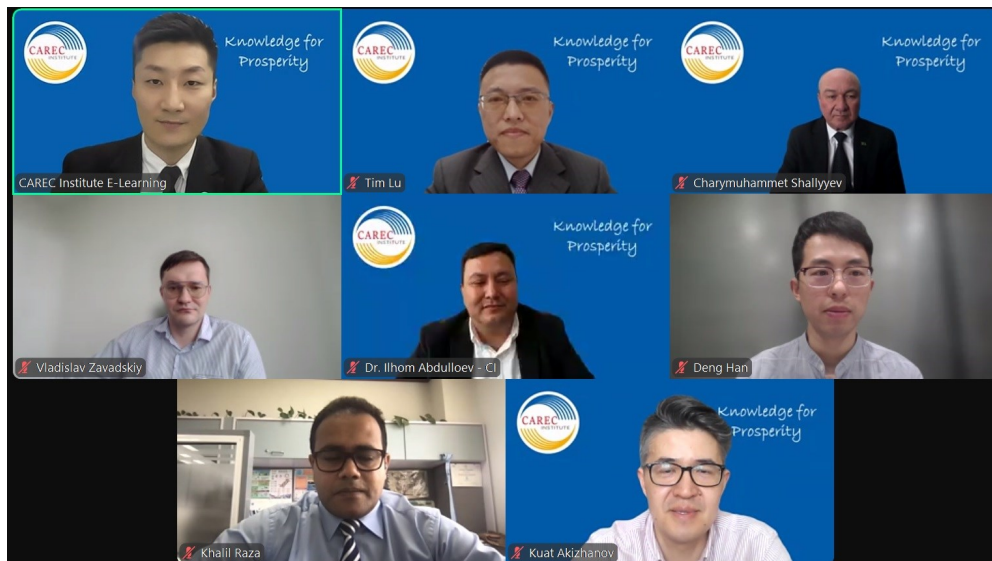 CAREC
INSTITUTE
Knowledge for
Prosperity
CAREC Institute E-Learning
CAREC
INSTITUTE
Knowledge for
Prosperity
Tim Lu
CAREC
INSTITUTE
Knowledge for
Prosperity
Charymuhammet Shallyyev
Vladislav Zavadskiy
CAREC
INSTITUTE
Knowledge for
Prosperity
Dr. Ilhom Abdulloev - CI
Deng Han
Khalil Raza
CAREC
INSTITUTE
Knowledge for
Prosperity
Kuat Akizhanov